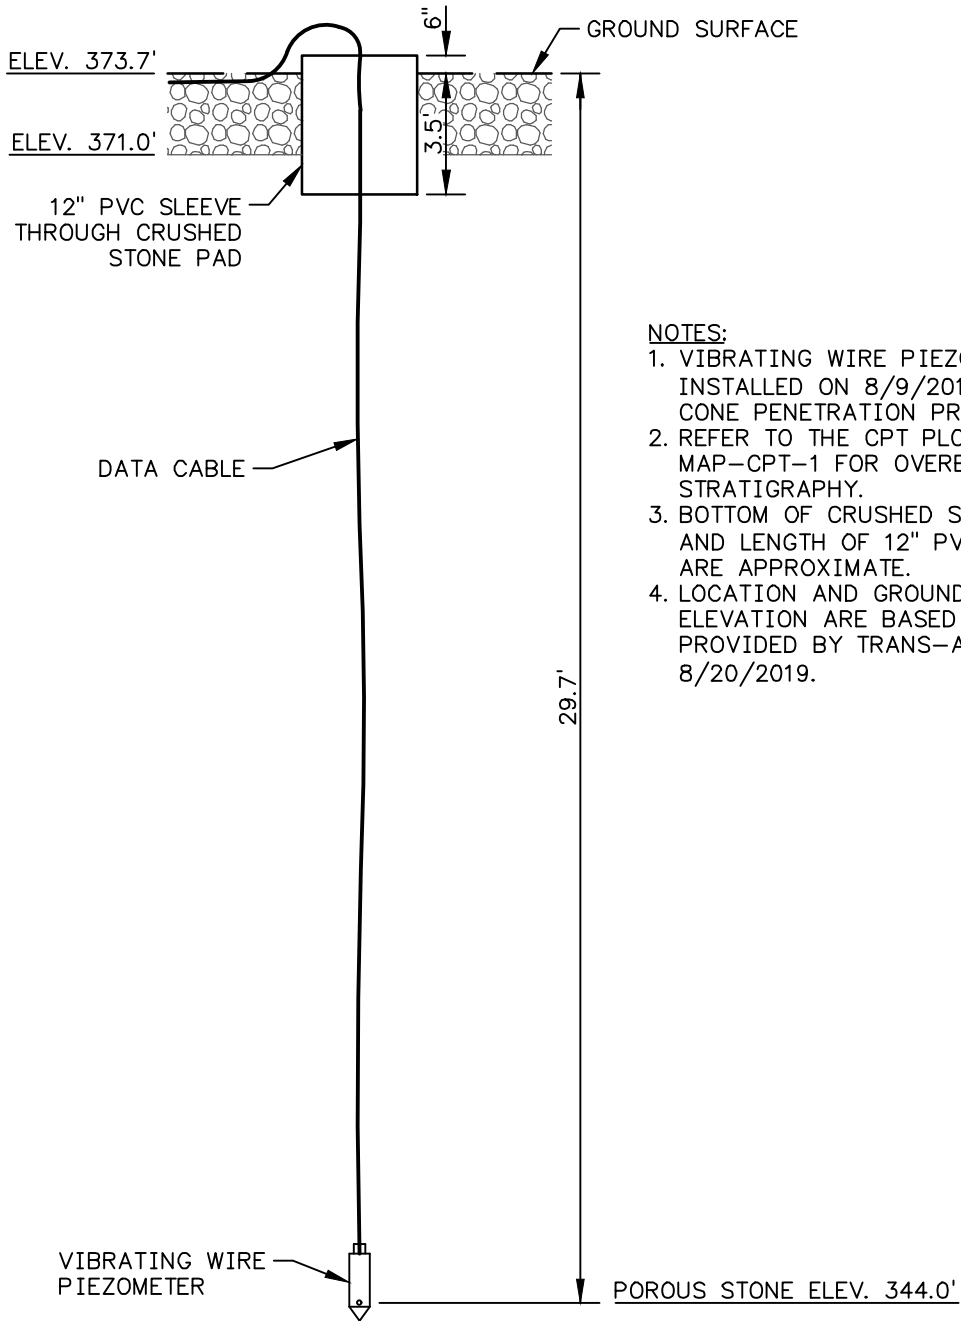 6"
GROUND SURFACE
ELEV. 373.7'
3.5'
ELEV. 371.0'
12" PVC SLEEVE
THROUGH CRUSHED
STONE PAD
NOTES:
1. VIBRATING WIRE
INSTALLED ON
CONE PENETRATION
2. REFER TO THE CPT
MAP-CPT-1 FOR
STRATIGRAPHY.
3. BOTTOM OF CRUSHED
AND LENGTH OF 12"
ARE APPROXIMATE.
4. LOCATION AND GROUND
ELEVATION ARE BASED
PROVIDED BY
8/20/2019.
DATA CABLE
29.7'
VIBRATING WIRE
PIEZOMETER
POROUS STONE ELEV. 344.0'